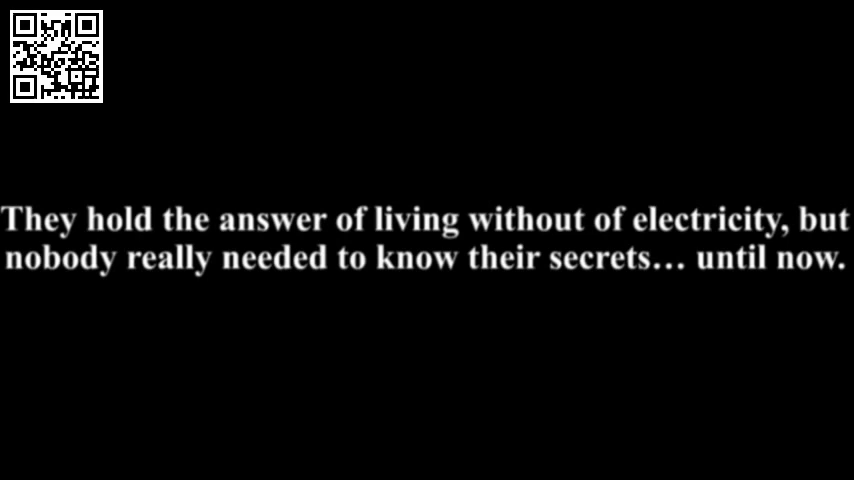 They hold the answer of living without of electricity, but
nobody really needed to know their secrets… until now.